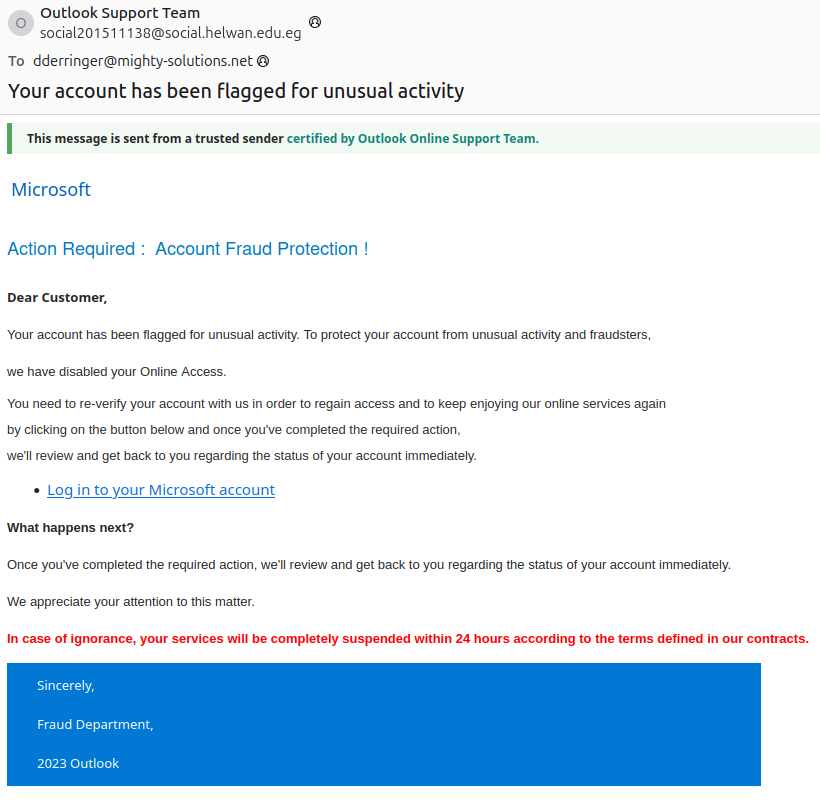 O
Outlook Support Team
social201511138@social.helwan.edu.eg
To dderringer@mighty-solutions.net
Your account has been flagged for unusual activity
This message is sent from a trusted sender certified by Outlook Online Support Team.
Microsoft
Action Required :  Account Fraud Protection !
Dear Customer,
Your account has been flagged for unusual activity. To protect your account from unusual activity and fraudsters,
we have disabled your Online Access.
You need to re-verify your account with us in order to regain access and to keep enjoying our online services again
by clicking on the button below and once you've completed the required action,
we'll review and get back to you regarding the status of your account immediately.
• Log in to your Microsoft account
What happens next?
Once you've completed the required action, we'll review and get back to you regarding the status of your account immediately.
We appreciate your attention to this matter.
In case of ignorance, your services will be completely suspended within 24 hours according to the terms defined in our contracts.
Sincerely,
Fraud Department,
2023 Outlook